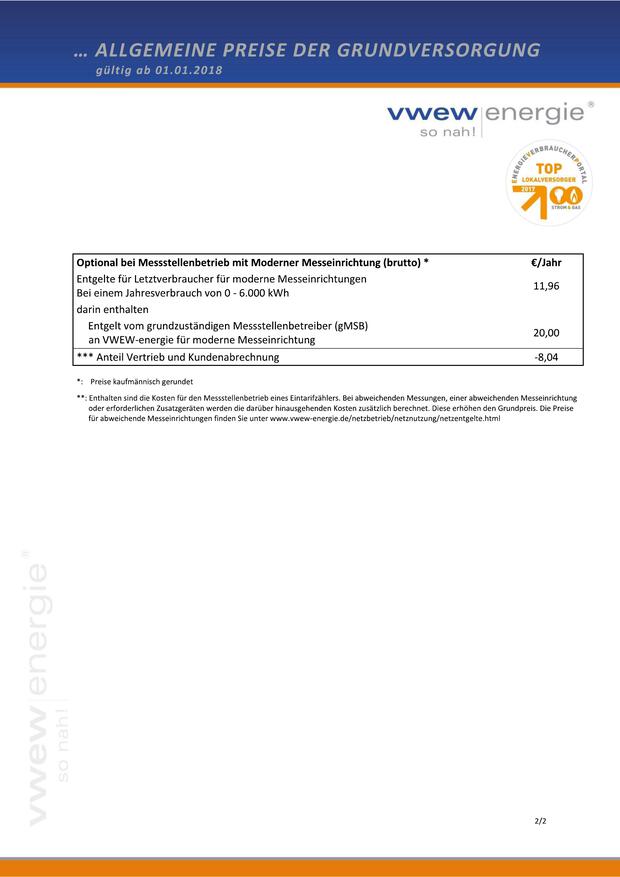 ... ALLGEMEINE PREISE DER GRUNDVERSORGUNG
gültig ab 01.01.2018
vwew energie®
so nah!
ENERGIEVERBRAUCHERPORTAL
TOP
LOKALVERSORGER
2017
STROM & GAS
Optional bei Messstellenbetrieb mit Moderner Messeinrichtung (brutto) * €/Jahr
Entgelte für Letztverbraucher für moderne Messeinrichtungen
Bei einem Jahresverbrauch von 0 - 6.000 kWh 11,96
darin enthalten
Entgelt vom grundzuständigen Messstellenbetreiber (gMSB)
an VWEW-energie für moderne Messeinrichtung 20,00
*** Anteil Vertrieb und Kundenabrechnung -8,04
*: Preise kaufmännisch gerundet
**: Enthalten sind die Kosten für den Messstellenbetrieb eines Eintarifzählers. Bei abweichenden Messungen, einer abweichenden Messeinrichtung
oder erforderlichen Zusatzgeräten werden die darüber hinausgehenden Kosten zusätzlich berechnet. Diese erhöhen den Grundpreis. Die Preise
für abweichende Messeinrichtungen finden Sie unter www.vwew-energie.de/netzbetrieb/netznutzung/netzentgelte.html
vwew energie®
so nah!
2/2